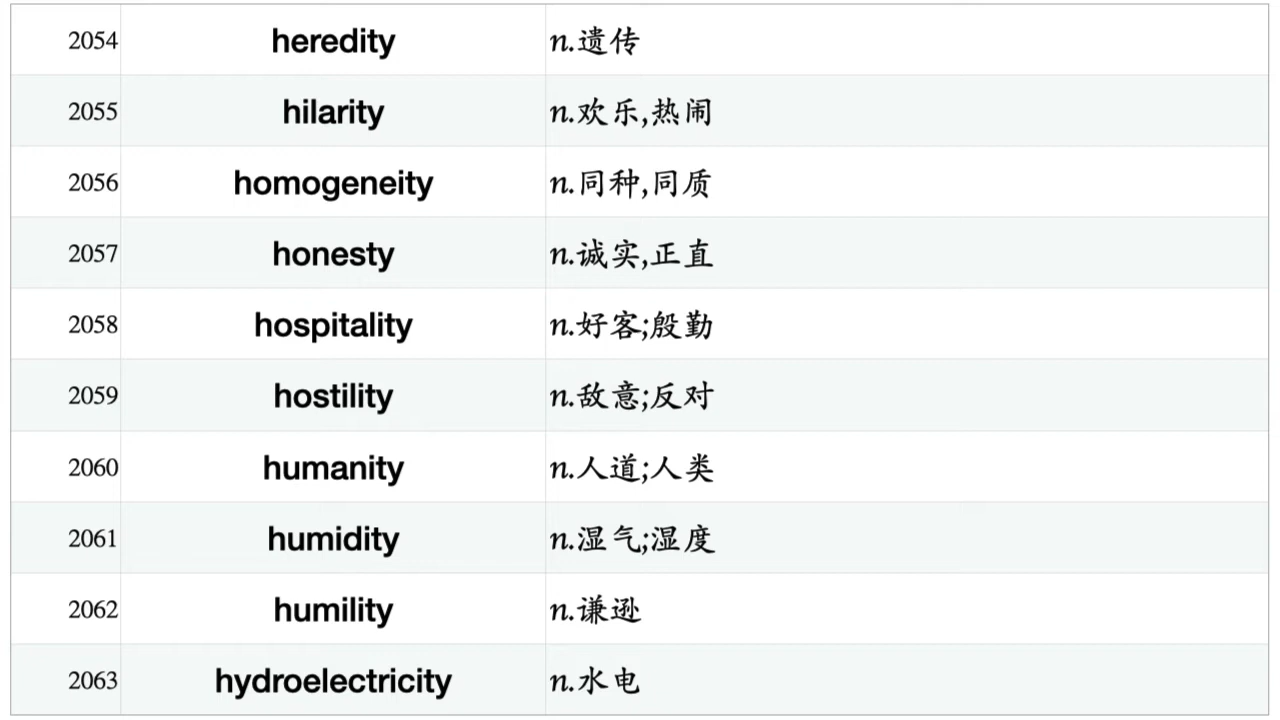 2054 heredity n.遗传
2055 hilarity n.欢乐,热闹
2056 homogeneity n.同种,同质
2057 honesty n.诚实,正直
2058 hospitality n.好客;殷勤
2059 hostility n.敌意;反对
2060 humanity n.人道;人类
2061 humidity n.湿气;湿度
2062 humility n.谦逊
2063 hydroelectricity n.水电